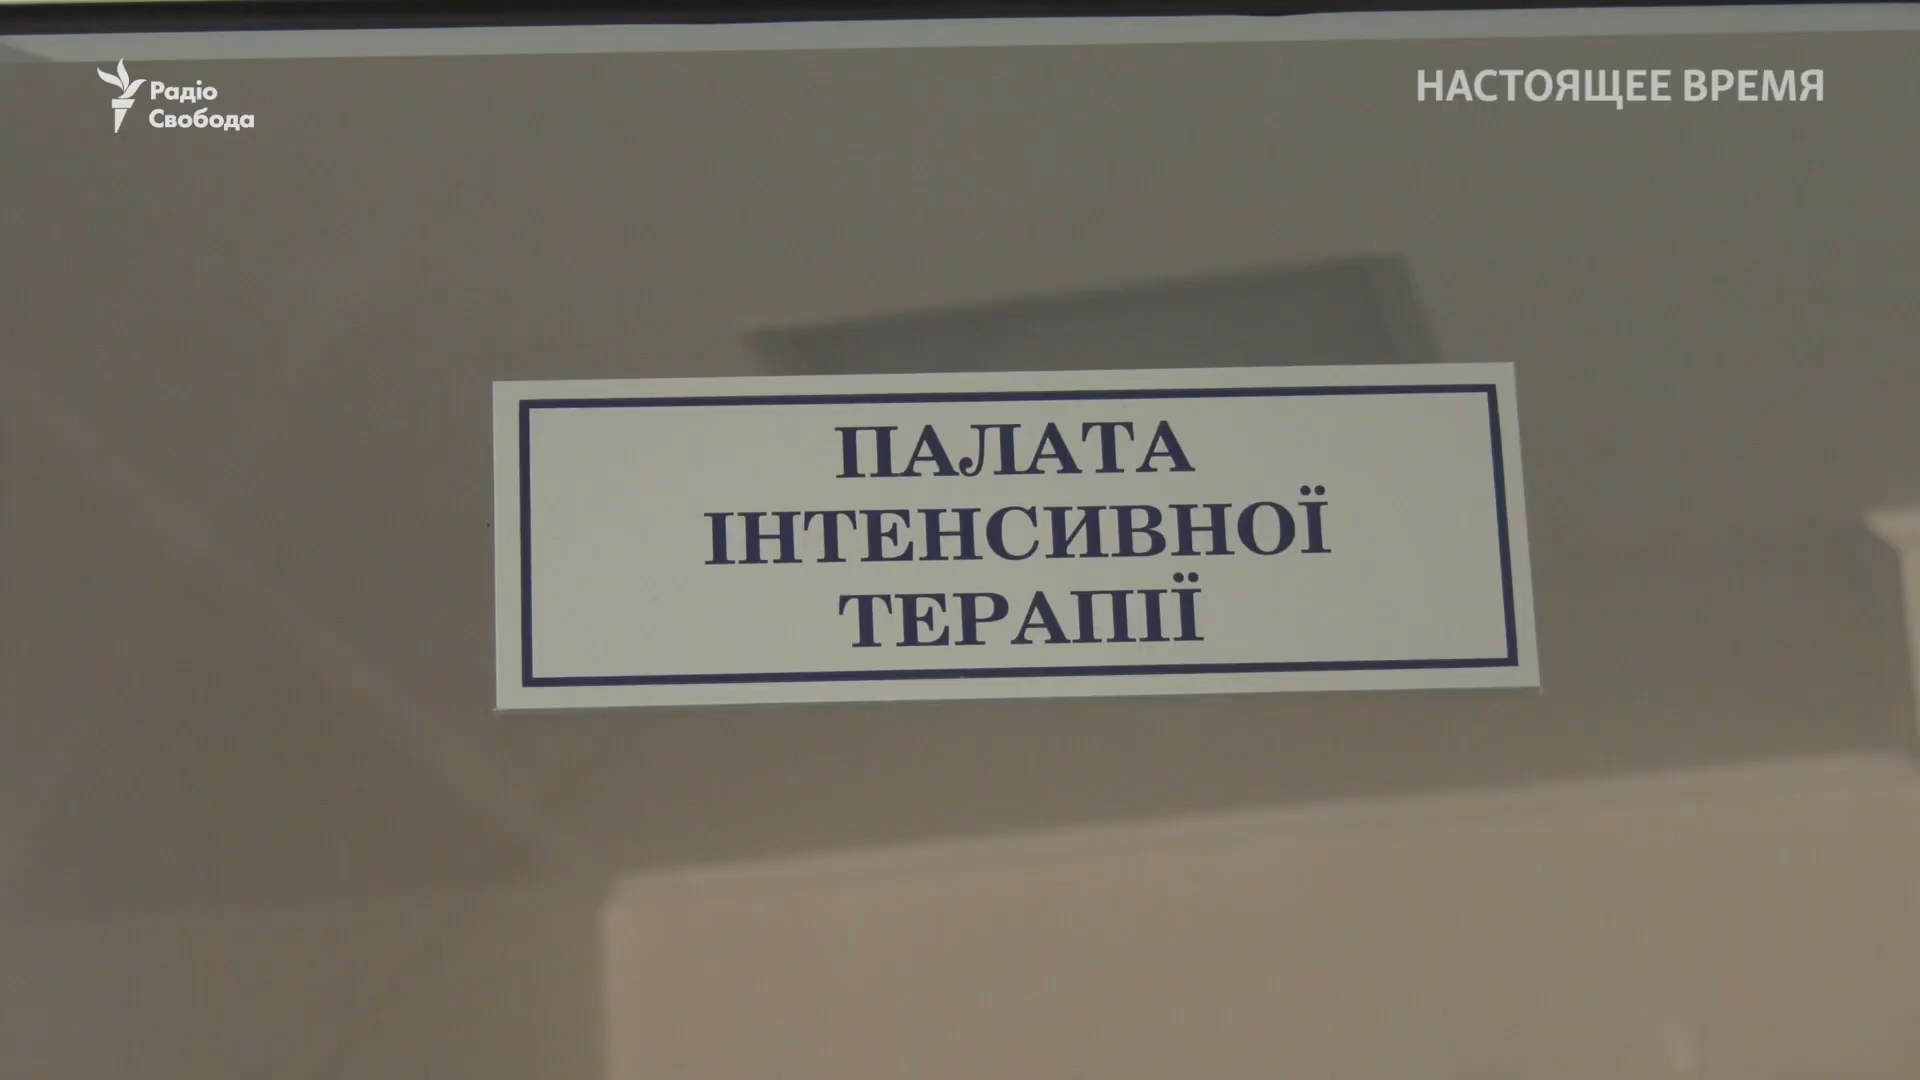 Радіо
Свобода
НАСТОЯЩЕЕ ВРЕМЯ
ПАЛАТА
ІНТЕНСИВНОЇ
ТЕРАПІЇ